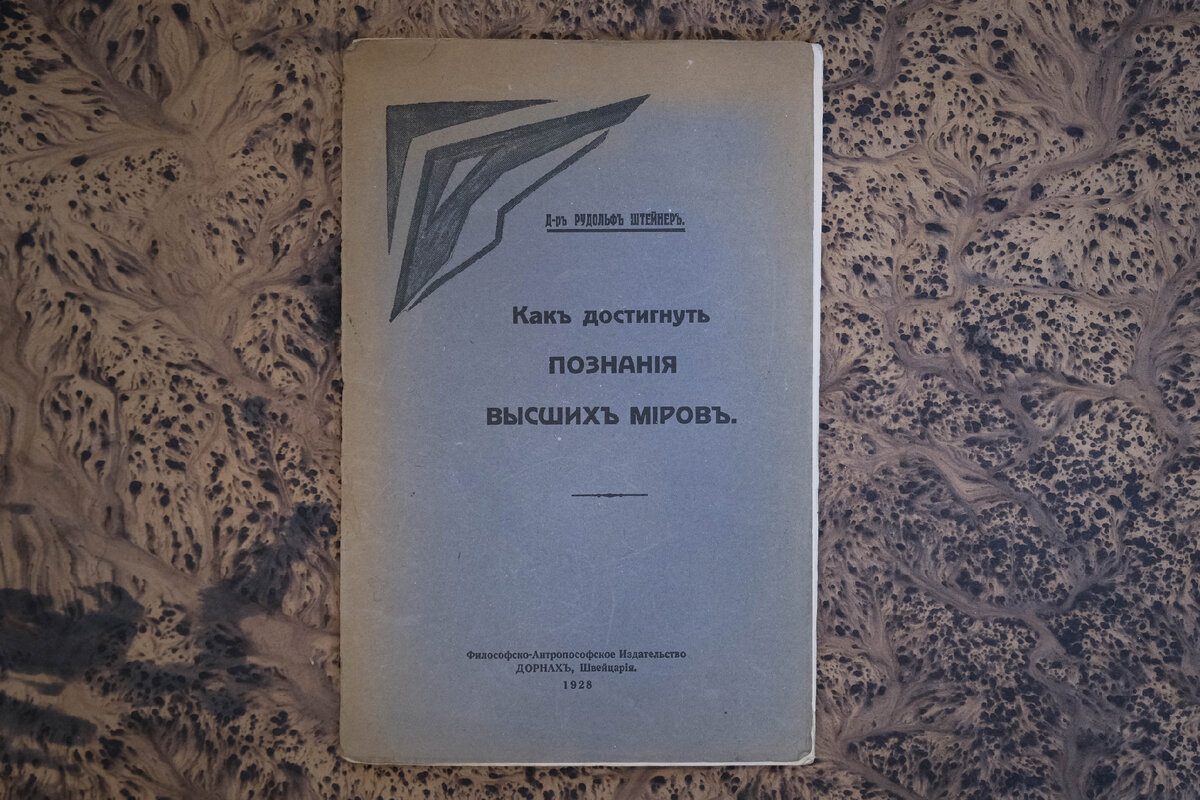 Д-ръ РУДОЛЬФЪ ШТЕЙНЕРЪ.
Какъ достигнуть
ПОЗНАНІЯ
ВЫСШИХЪ МІРОВЪ.
Философско-Антропософское Издательство
ДОРНАХЪ, Швейцарія.
1928